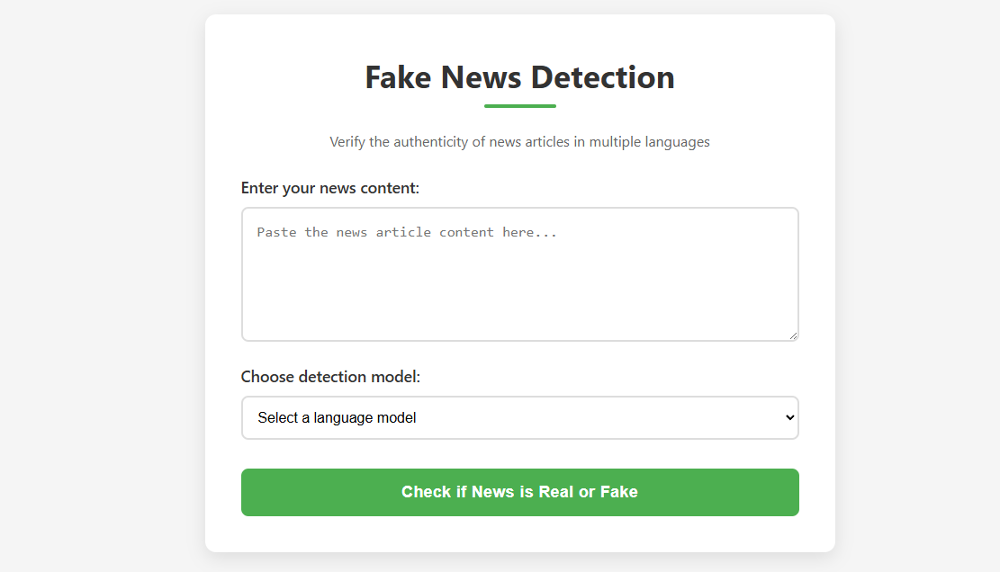 Fake News Detection
Verify the authenticity of news articles in multiple languages
Enter your news content:
Paste the news article content here...
Choose detection model:
Select a language model
Check if News is Real or Fake